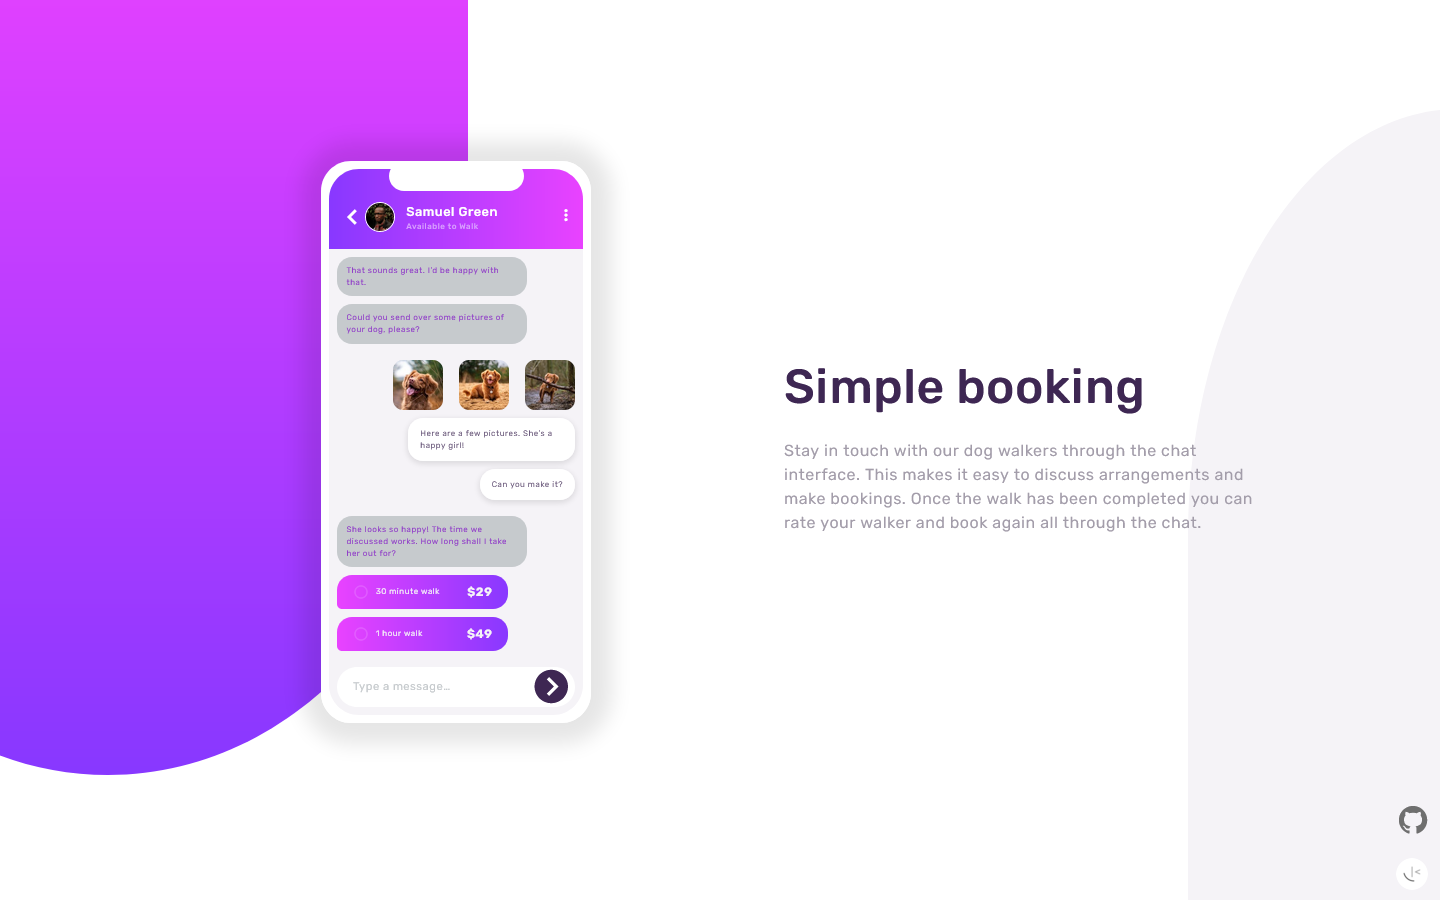 Samuel Green
Available to Walk
That sounds great. I'd be happy with
that.
Could you send over some pictures of
your dog, please?
Here are a few pictures. She's a
happy girl!
Can you make it?
She looks so happy! The time we
discussed works. How long shall I take
her out for?
30 minute walk $29
1 hour walk $49
Type a message…
Simple booking
Stay in touch with our dog walkers through the chat
interface. This makes it easy to discuss arrangements and
make bookings. Once the walk has been completed you can
rate your walker and book again all through the chat.